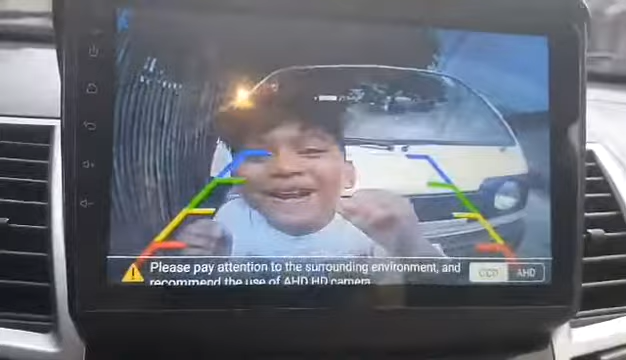 Please pay attention to the surrounding environment, and
recommend the use of AHD HD camera
CCD AHD